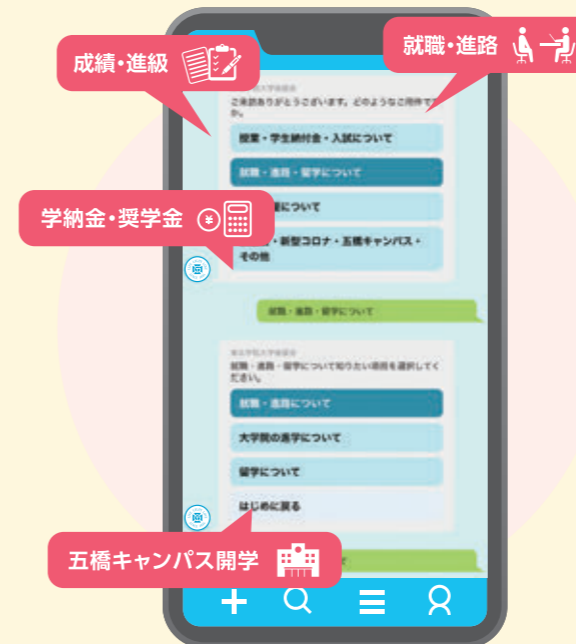 成績・進級
就職・進路
ご来訪ありがとうございます。どのようなご用件です
か。
授業・学生納付金・入試について
就職・進路・留学について
学納金・奨学金
について
・新型コロナ・五橋キャンパス・
その他
就職・進路・留学について
就職・進路・留学について知りたい項目を選択してく
ださい。
就職・進路について
大学院の進学について
留学について
はじめに戻る
五橋キャンパス開学